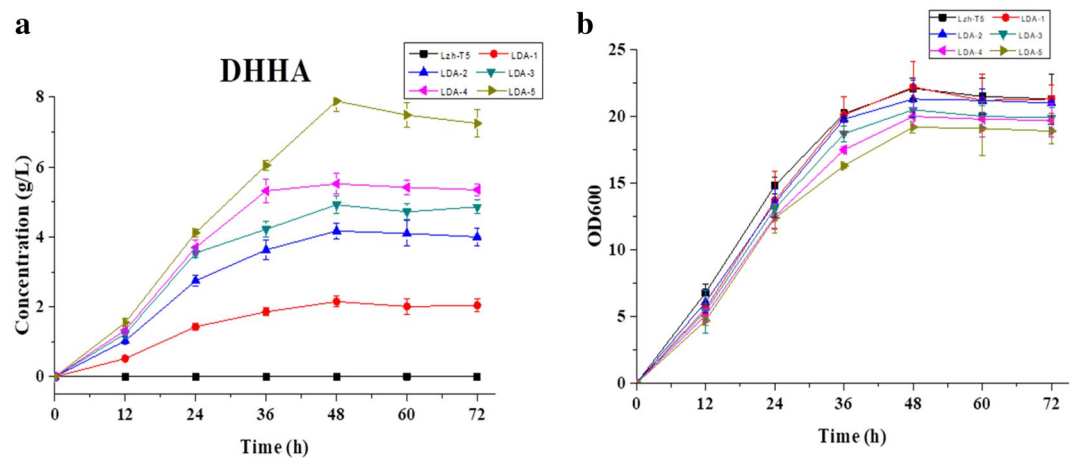 a
Lzh-T5 LDA-1
LDA-2 LDA-3
LDA-4 LDA-5
DHHA
Concentration (g/L)
8
6
4
2
0
0 12 24 36 48 60 72
Time (h)
b
Lzh-T5 LDA-1
LDA-2 LDA-3
LDA-4 LDA-5
OD600
25
20
15
10
5
0
0 12 24 36 48 60 72
Time (h)